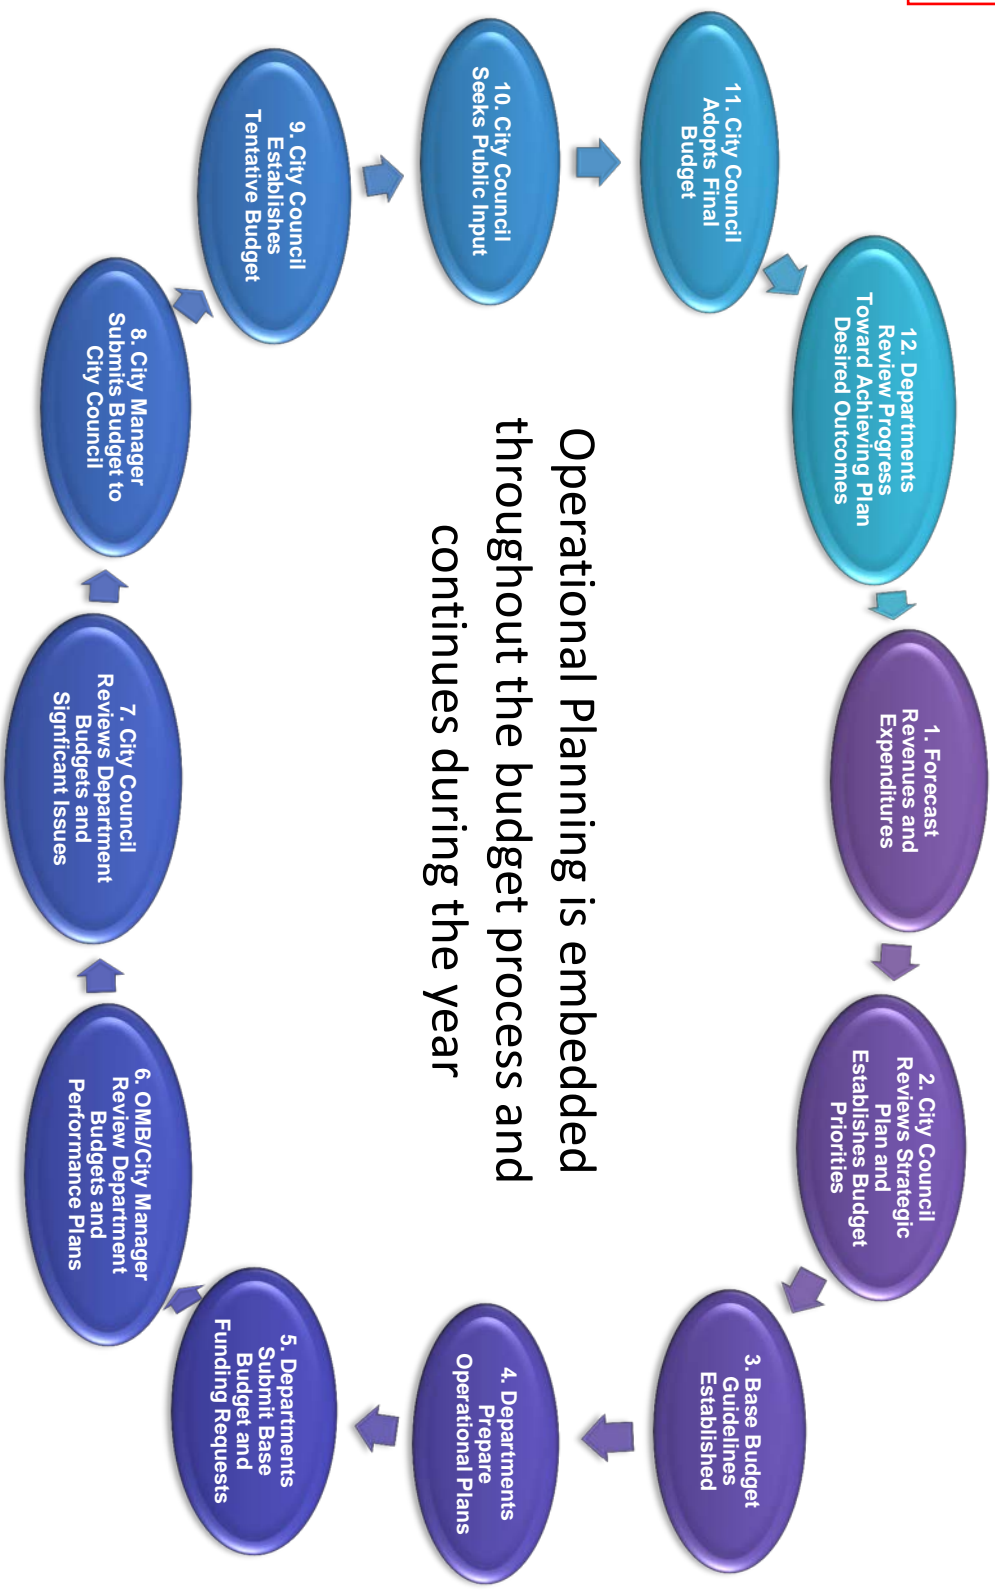 1. Forecast
Revenues and
Expenditures
2. City Council
Reviews Strategic
Plan and
Establishes Budget
Priorities
3. Base Budget
Guidelines
Established
4. Departments
Prepare
Operational Plans
5. Departments
Submit Base
Budget and
Funding Requests
6. OMB/City Manager
Review Department
Budgets and
Performance Plans
7. City Council
Reviews Department
Budgets and
Signficant Issues
8. City Manager
Submits Budget to
City Council
9. City Council
Establishes
Tentative Budget
10. City Council
Seeks Public Input
11. City Council
Adopts Final
Budget
12. Departments
Review Progress
Toward Achieving Plan
Desired Outcomes
Operational Planning is embedded
throughout the budget process and
continues during the year